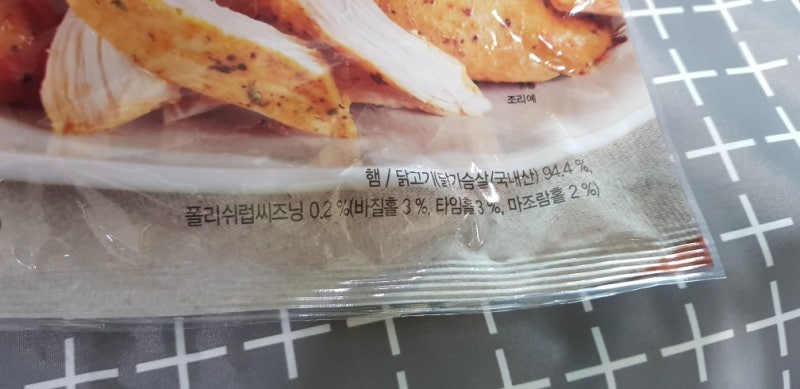 조리예
햄 / 닭고기(닭가슴살/국내산) 94.4 %,
폴리쉬럽씨즈닝 0.2 %(바질홀 3 %, 타임홀 3 %, 마조람홀 2 %)